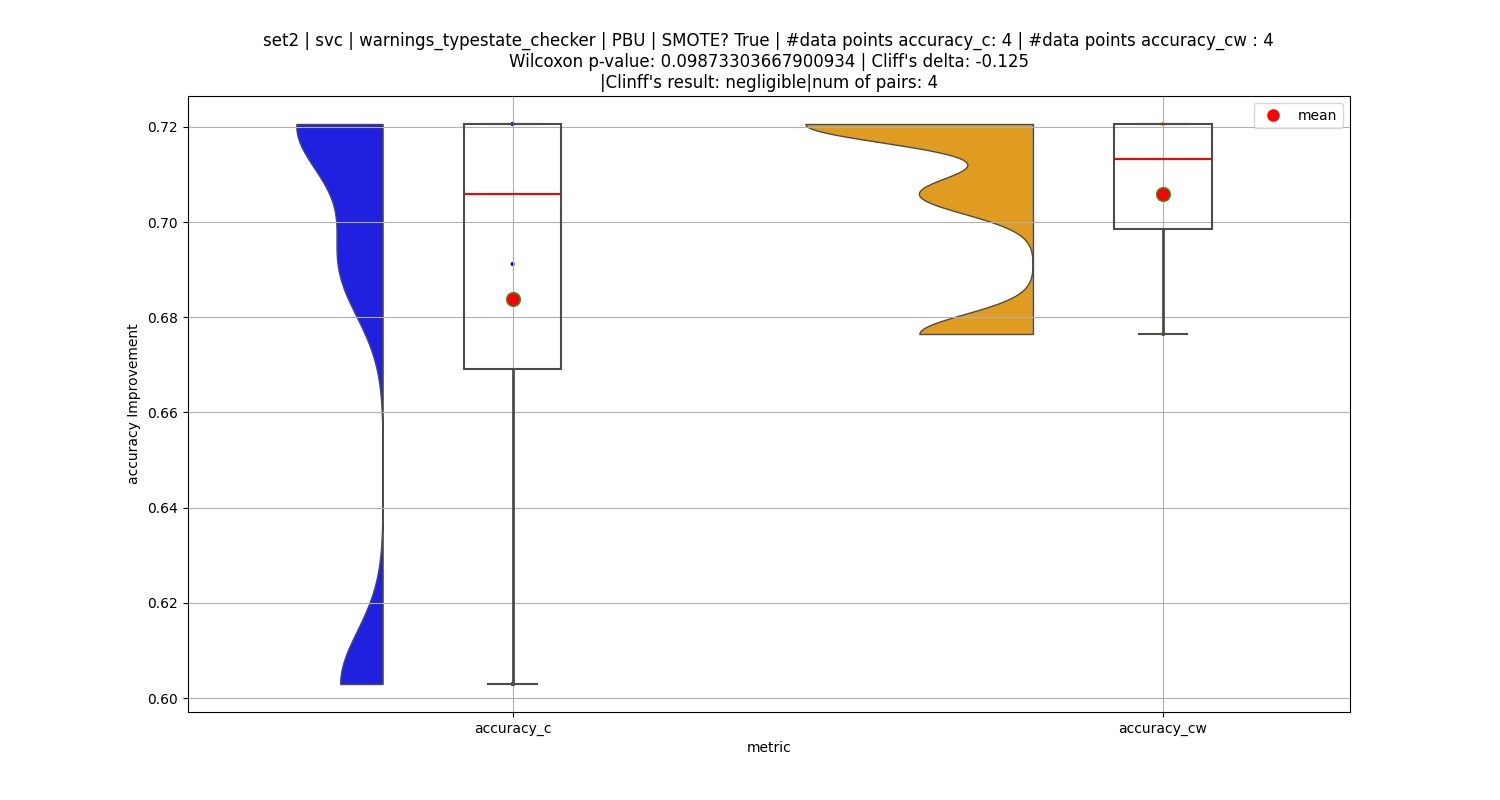 set2 | svc | warnings_typestate_checker | PBU | SMOTE? True | #data points accuracy_c: 4 | #data points accuracy_cw : 4
Wilcoxon p-value: 0.09873303667900934 | Cliff's delta: -0.125
|Clinff's result: negligible|num of pairs: 4
mean
0.72
0.70
0.68
0.66
0.64
0.62
0.60
accuracy Improvement
accuracy_c
accuracy_cw
metric